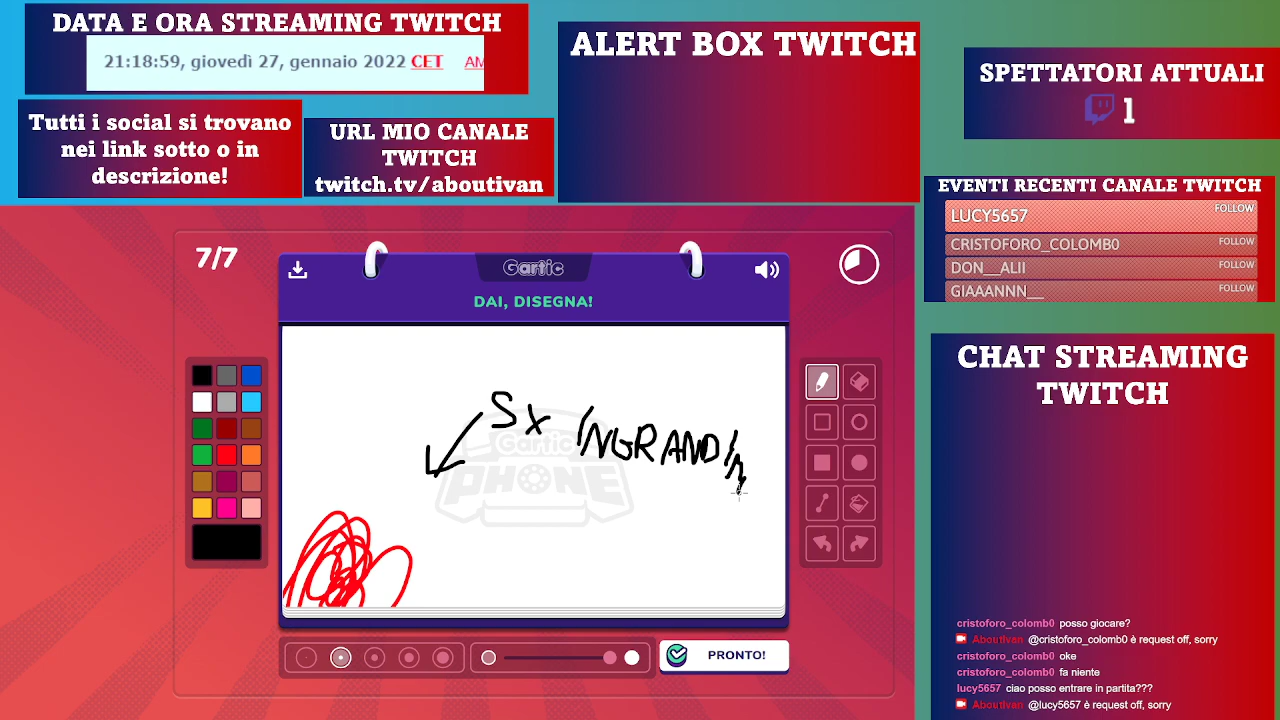 DATA E ORA STREAMING TWITCH
21:18:59, giovedì 27, gennaio 2022 CET AM
Tutti i social si trovano
nei link sotto o in
descrizione!
URL MIO CANALE
TWITCH
twitch.tv/aboutivan
ALERT BOX TWITCH
SPETTATORI ATTUALI
1
EVENTI RECENTI CANALE TWITCH
LUCY5657 FOLLOW
CRISTOFORO_COLOMB0 FOLLOW
DON__ALII FOLLOW
GIAAANNN__ FOLLOW
7/7
Gartic
DAI, DISEGNA!
SX INGRANDIM
Gartic
PHONE
PRONTO!
CHAT STREAMING
TWITCH
cristoforo_colomb0 posso giocare?
AboutIvan @cristoforo_colomb0 è request off, sorry
cristoforo_colomb0 oke
cristoforo_colomb0 fa niente
lucy5657 ciao posso entrare in partita???
AboutIvan @lucy5657 è request off, sorry